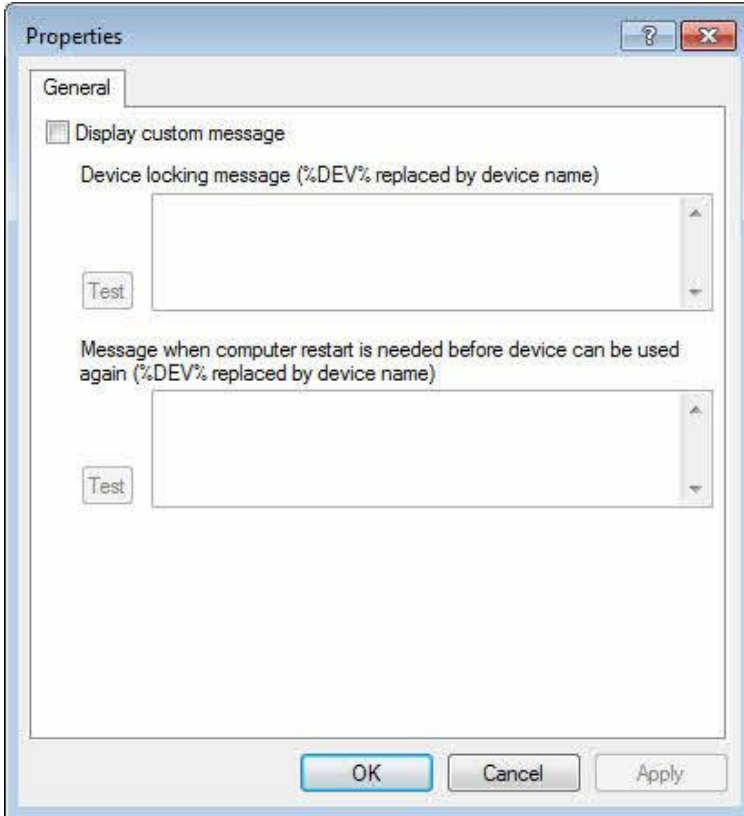 Properties
General
Display custom message
Device locking message (%DEV% replaced by device name)
Test
Message when computer restart is needed before device can be used
again (%DEV% replaced by device name)
Test
OK Cancel Apply